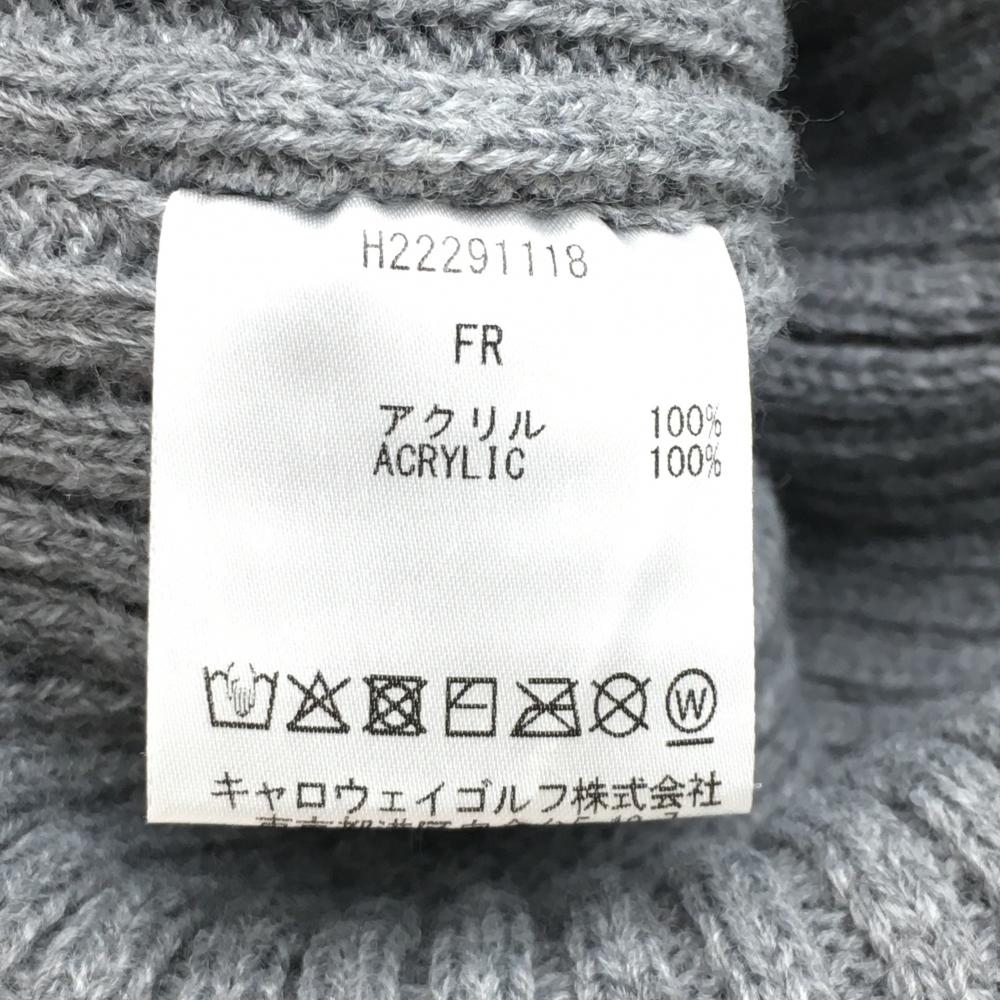 H22291118
FR
アクリル 100%
ACRYLIC 100%
W
キャロウェイゴルフ株式会社